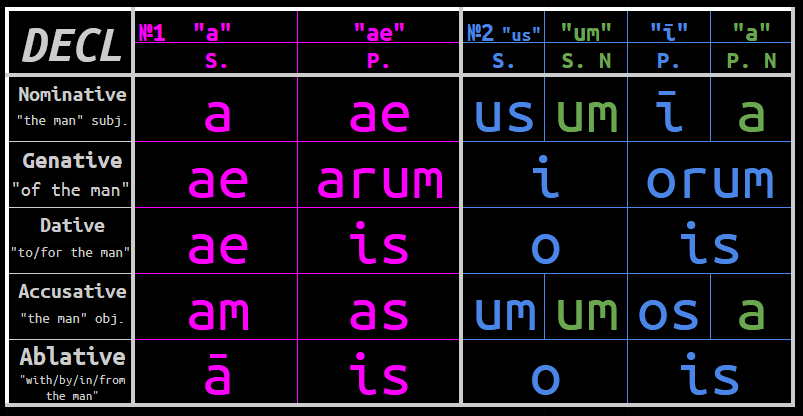 DECL №1 "a" "ae" №2 "us" "um" "ī" "a"
S. P. S. S. N P. P. N
Nominative
"the man" subj. a ae us um ī a
Genative
"of the man" ae arum i orum
Dative
"to/for the man" ae is o is
Accusative
"the man" obj. am as um um os a
Ablative
"with/by/in/from
the man" ā is o is